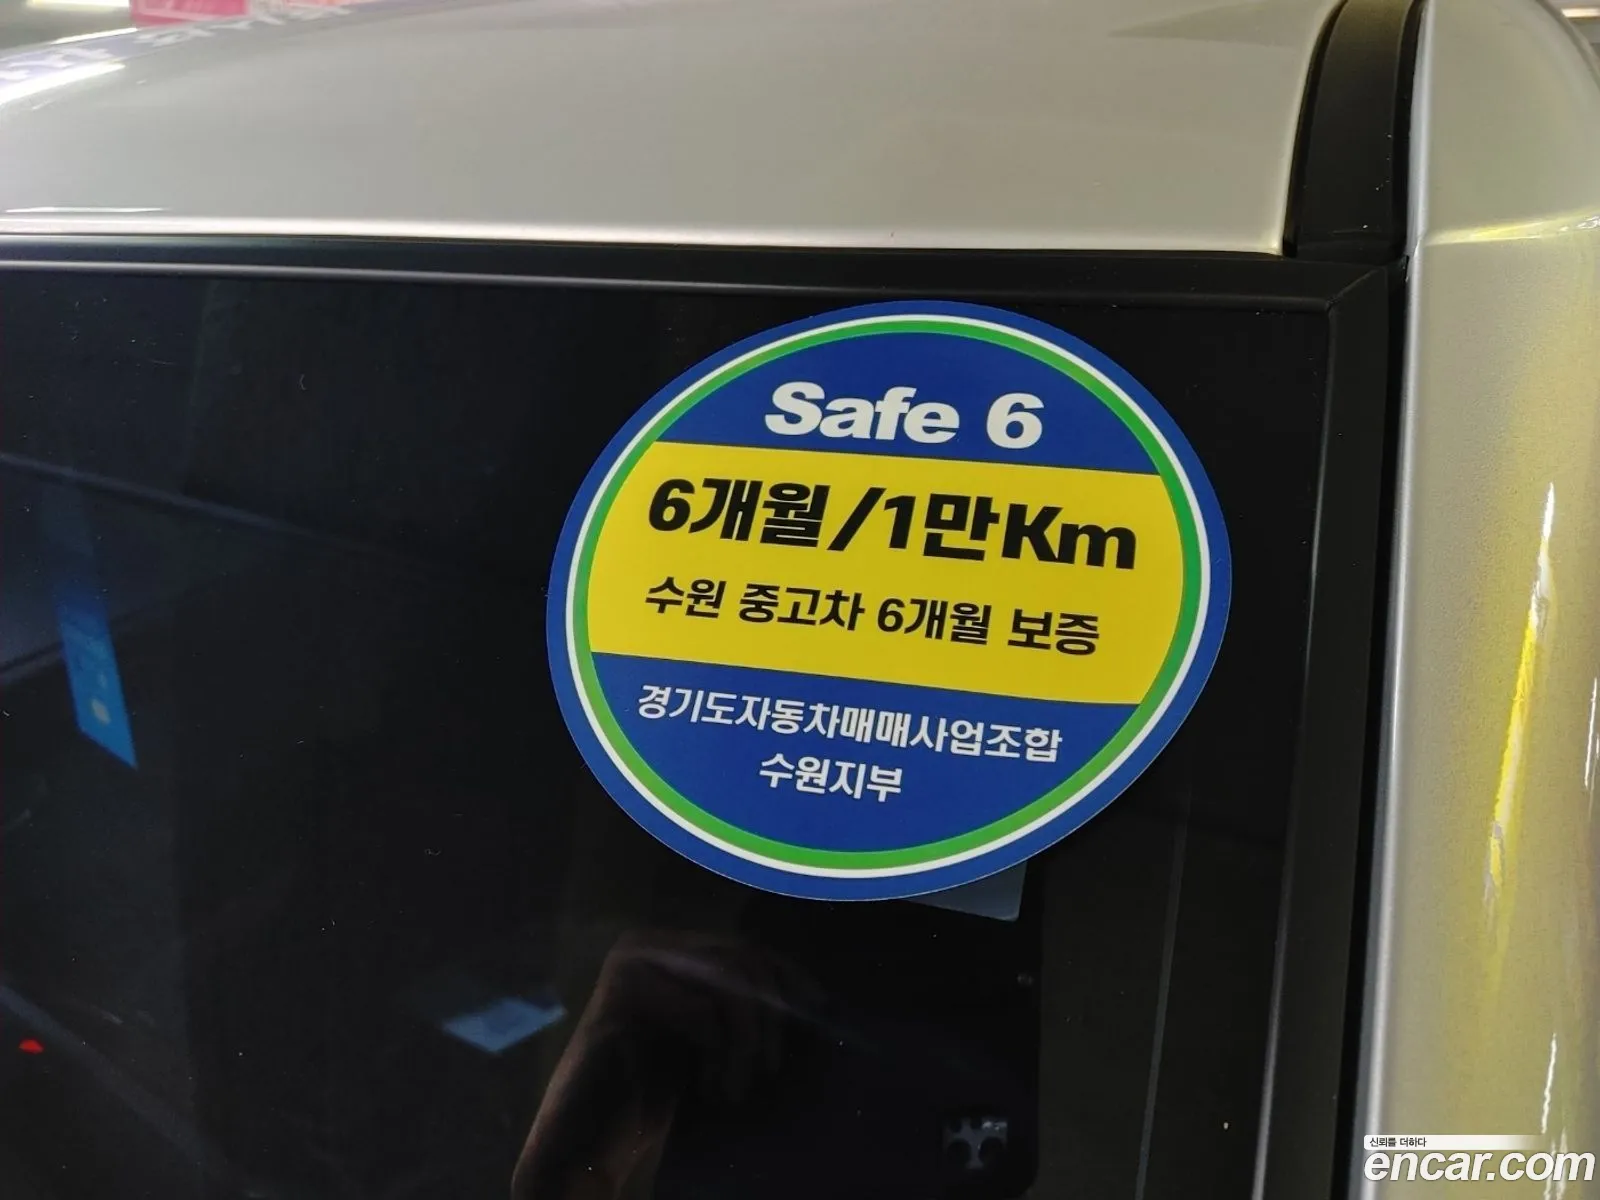 Safe 6
6개월/1만Km
수원 중고차 6개월 보증
경기도자동차매매사업조합
수원지부
신뢰를 더하다
encar.com